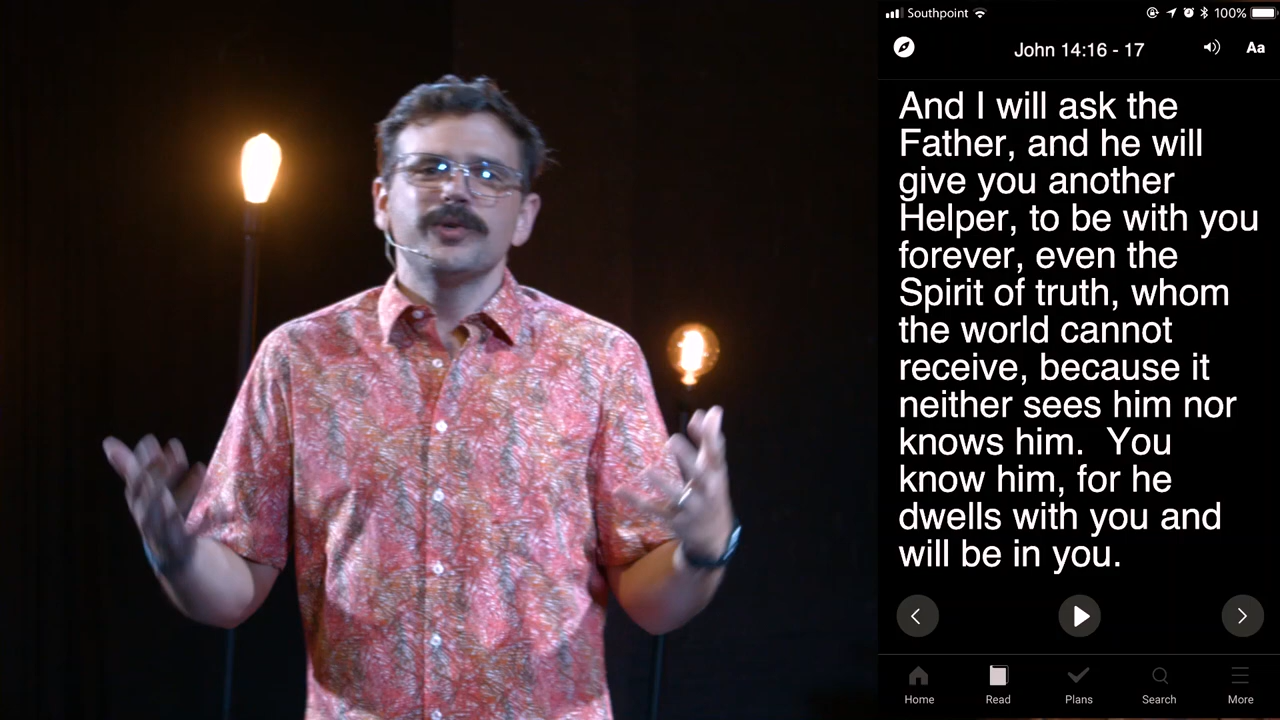 Southpoint
100%
John 14:16 - 17
Aa
And I will ask the
Father, and he will
give you another
Helper, to be with you
forever, even the
Spirit of truth, whom
the world cannot
receive, because it
neither sees him nor
knows him.  You
know him, for he
dwells with you and
will be in you.
Home
Read
Plans
Search
More